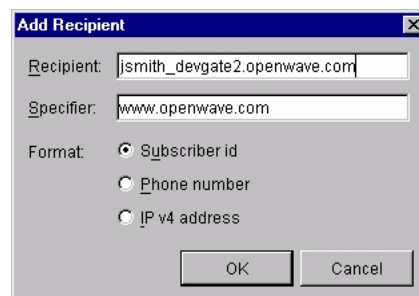 Add Recipient
Recipient: jsmith_devgate2.openwave.com
Specifier: www.openwave.com
Format: Subscriber id
Phone number
IP v4 address
OK Cancel